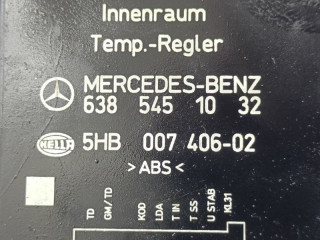 Innenraum
Temp.-Regler
MERCEDES-BENZ
638 545 10 32
HELLA 5HB 007 406-02
>ABS<
TD
GM/TD
KOD
LDA
T IN
T SS
U STAB
KL31